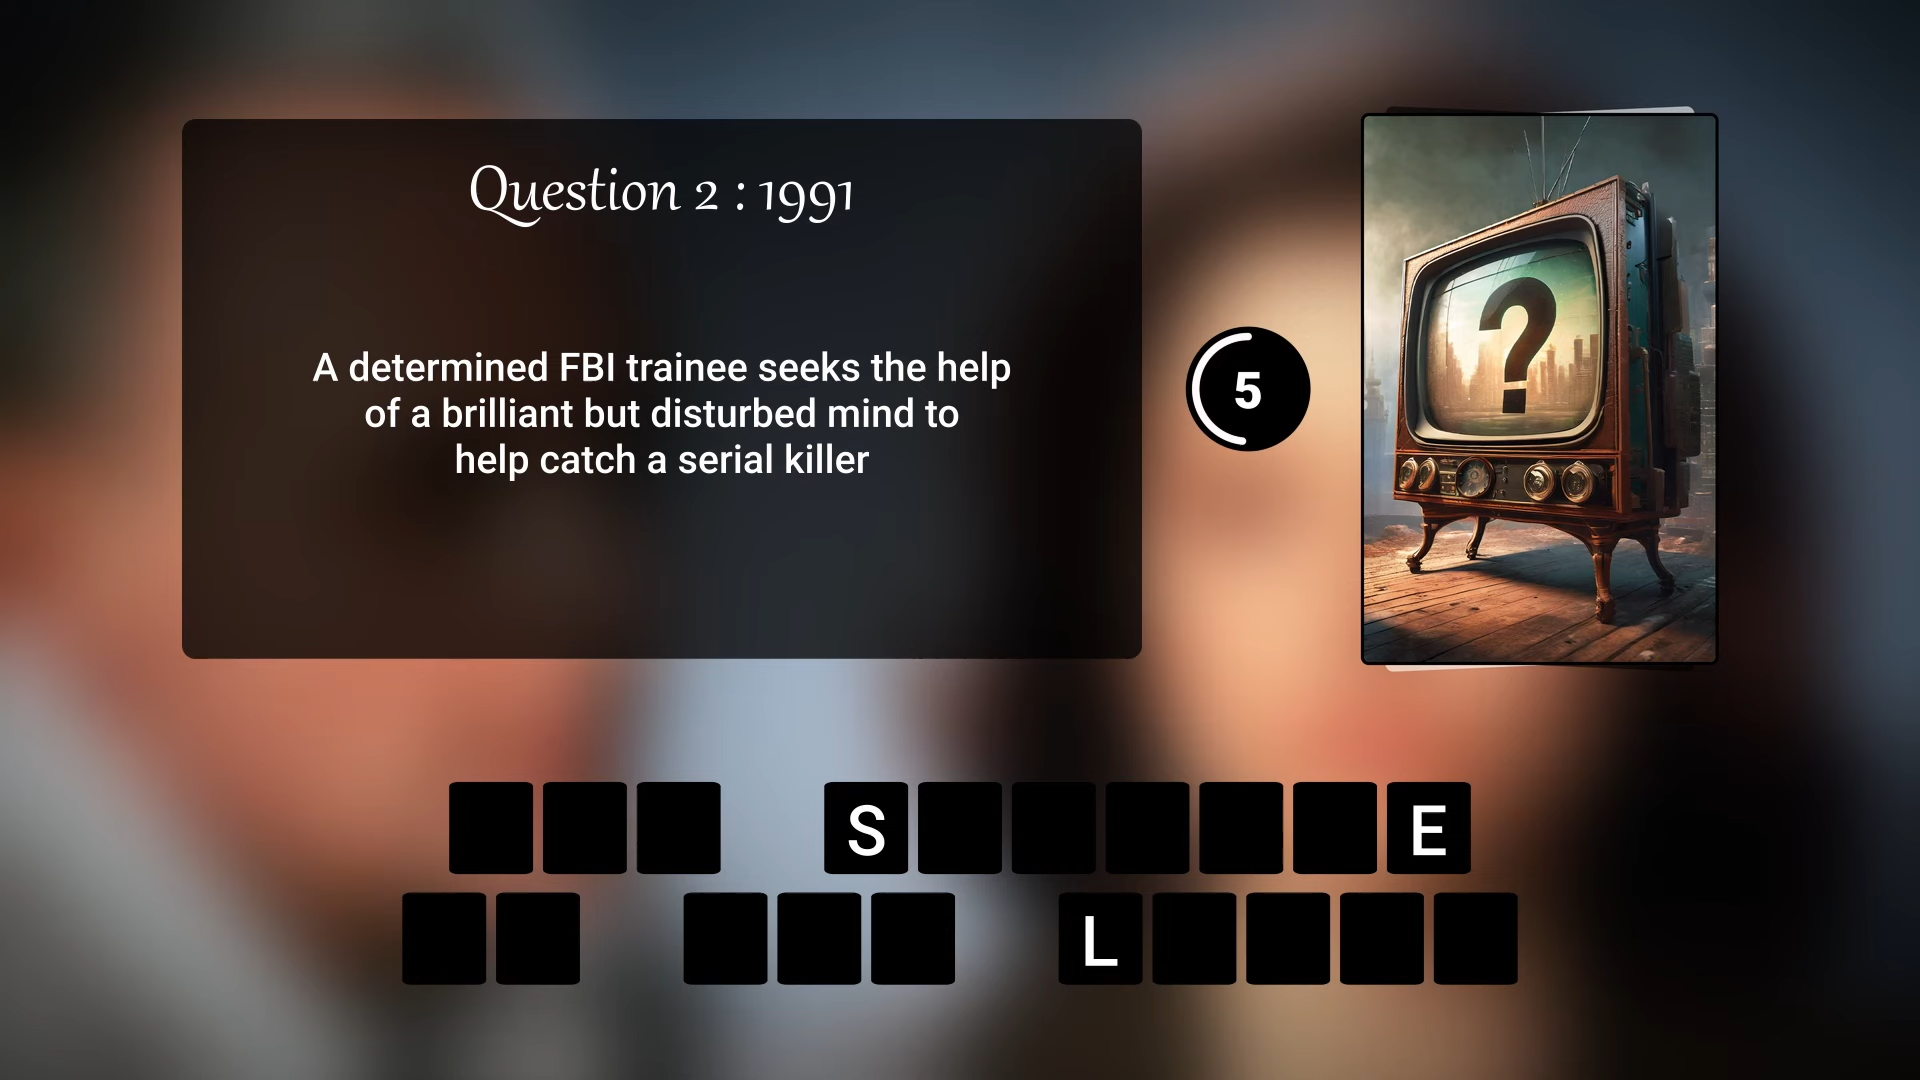 Question 2 : 1991
A determined FBI trainee seeks the help
of a brilliant but disturbed mind to
help catch a serial killer
5
?
S E
L